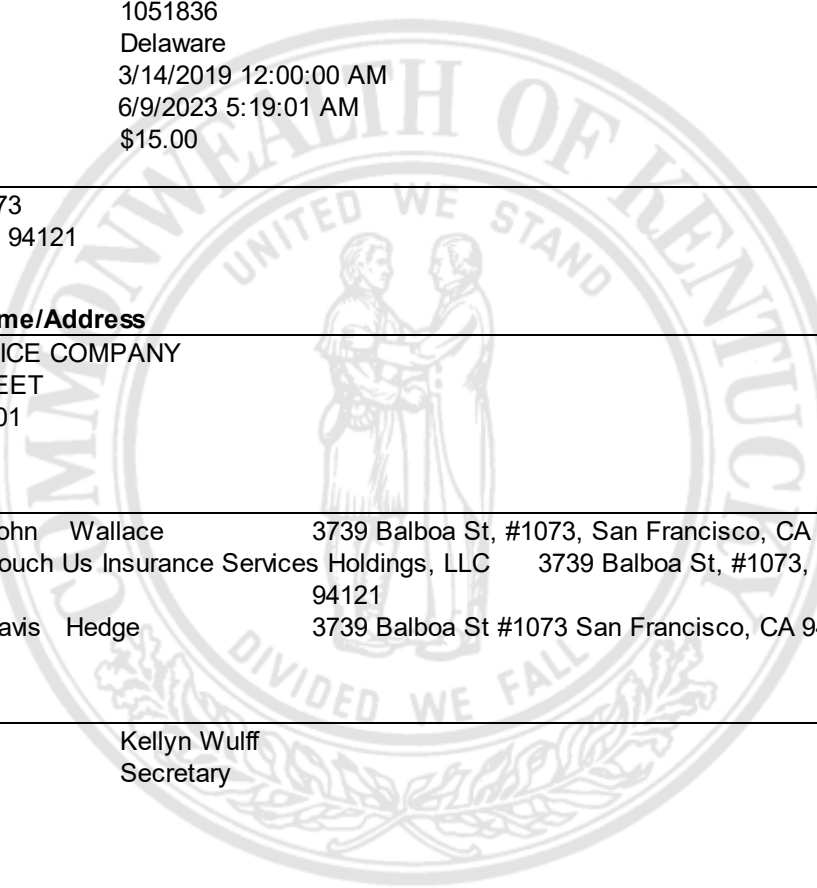 1051836
Delaware
3/14/2019 12:00:00 AM
6/9/2023 5:19:01 AM
$15.00
73
94121
me/Address
ICE COMPANY
EET
01
ohn Wallace 3739 Balboa St, #1073, San Francisco, CA
ouch Us Insurance Services Holdings, LLC 3739 Balboa St, #1073,
94121
avis Hedge 3739 Balboa St #1073 San Francisco, CA 9
Kellyn Wulff
Secretary
COMMONWEALTH OF KENTUCKY
UNITED WE STAND
DIVIDED WE FALL